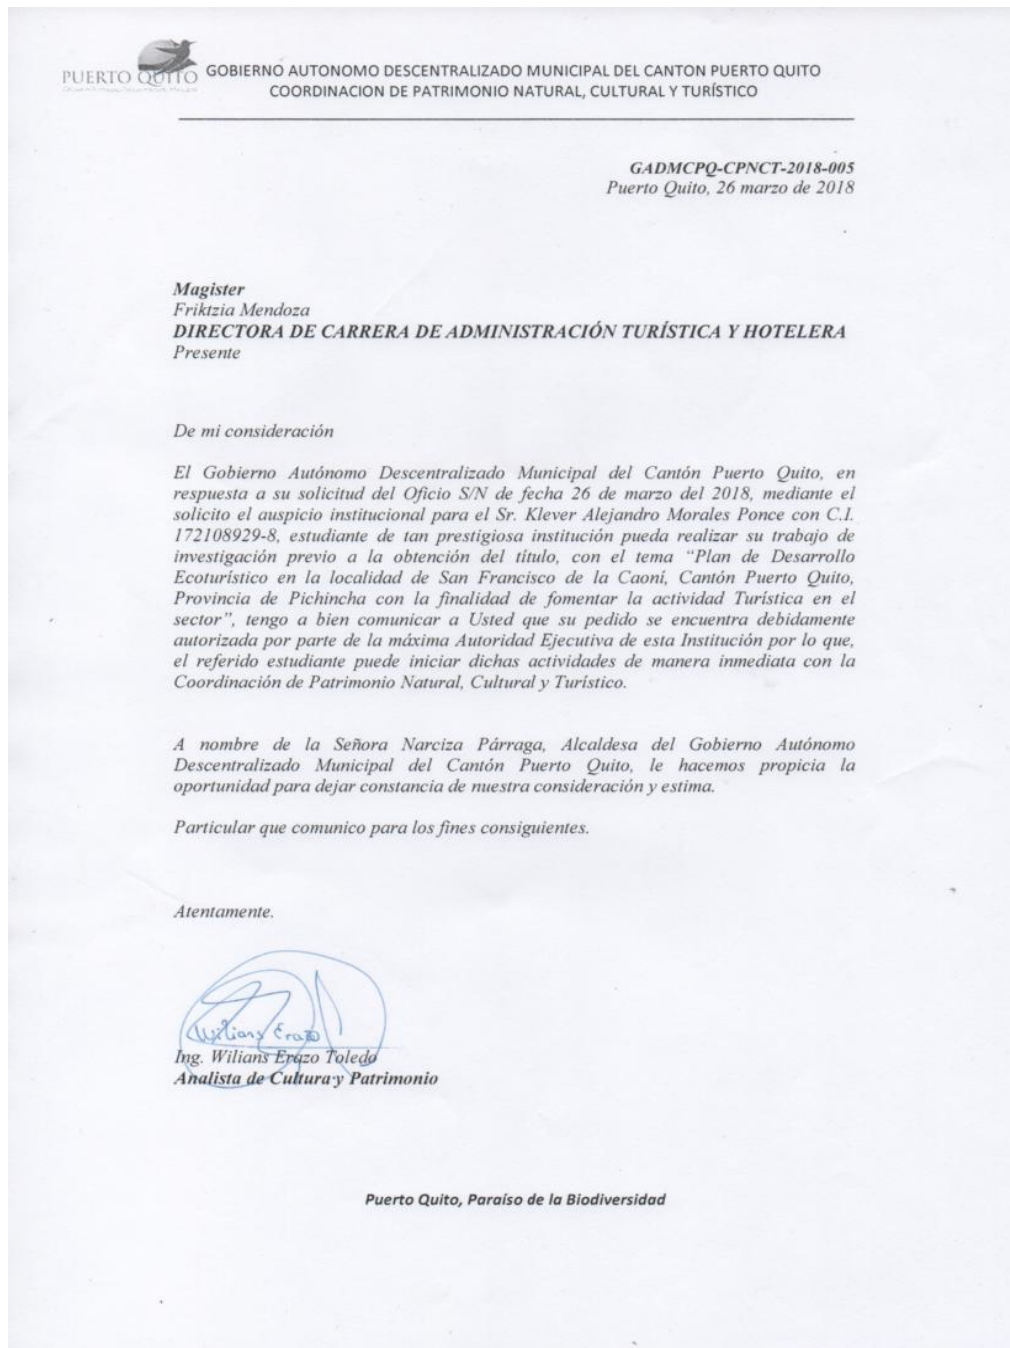 PUERTO QUITO
GOBIERNO AUTONOMO DESCENTRALIZADO MUNICIPAL DEL CANTON PUERTO QUITO
COORDINACION DE PATRIMONIO NATURAL, CULTURAL Y TURÍSTICO
GADMCPQ-CPNCT-2018-005
Puerto Quito, 26 marzo de 2018
Magister
Friktzia Mendoza
DIRECTORA DE CARRERA DE ADMINISTRACIÓN TURÍSTICA Y HOTELERA
Presente
De mi consideración
El Gobierno Autónomo Descentralizado Municipal del Cantón Puerto Quito, en
respuesta a su solicitud del Oficio S/N de fecha 26 de marzo del 2018, mediante el
solicito el auspicio institucional para el Sr. Klever Alejandro Morales Ponce con C.I.
172108929-8, estudiante de tan prestigiosa institución pueda realizar su trabajo de
investigación previo a la obtención del título, con el tema “Plan de Desarrollo
Ecoturístico en la localidad de San Francisco de la Caoní, Cantón Puerto Quito,
Provincia de Pichincha con la finalidad de fomentar la actividad Turística en el
sector”, tengo a bien comunicar a Usted que su pedido se encuentra debidamente
autorizada por parte de la máxima Autoridad Ejecutiva de esta Institución por lo que,
el referido estudiante puede iniciar dichas actividades de manera inmediata con la
Coordinación de Patrimonio Natural, Cultural y Turístico.
A nombre de la Señora Narciza Párraga, Alcaldesa del Gobierno Autónomo
Descentralizado Municipal del Cantón Puerto Quito, le hacemos propicia la
oportunidad para dejar constancia de nuestra consideración y estima.
Particular que comunico para los fines consiguientes.
Atentamente.
Wilians Erazo
Ing. Wilians Erazo Toledo
Analista de Cultura y Patrimonio
Puerto Quito, Paraíso de la Biodiversidad